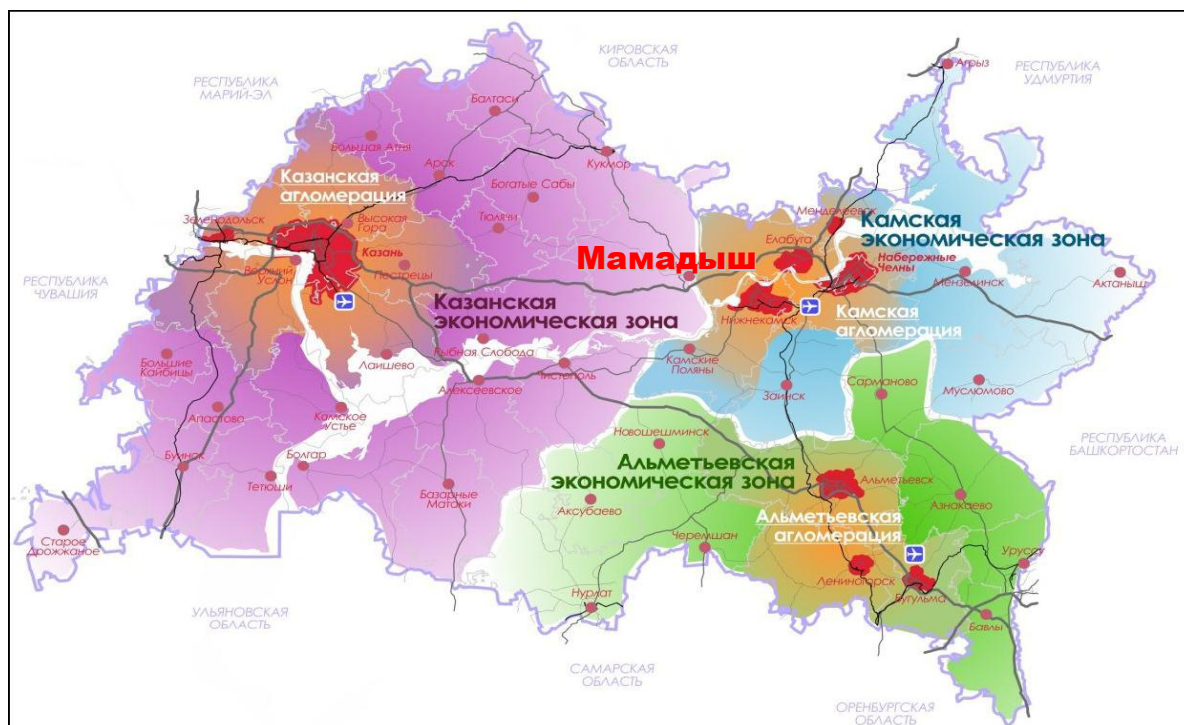 КИРОВСКАЯ
ОБЛАСТЬ
Агрыз
РЕСПУБЛИКА
УДМУРТИЯ
РЕСПУБЛИКА
МАРИЙ-ЭЛ
Балтаси
Большая Атня
Арск
Кукмор
Богатые Сабы
Казанская
агломерация
Тюлячи
Зеленодольск
Высокая
Гора
Казань
Верхний
Услон
Пестрецы
Мамадыш
Менделеевск
Елабуга
Камская
экономическая зона
Набережные
Челны
Мензелинск
Актаныш
РЕСПУБЛИКА
ЧУВАШИЯ
Казанская
экономическая зона
Нижнекамск
Камская
агломерация
Большие
Кайбицы
Лаишево
Рыбная Слобода
Чистополь
Камские
Поляны
Алексеевское
Заинск
Сарманово
Муслюмово
Апастово
Камское
Устье
РЕСПУБЛИКА
БАШКОРТОСТАН
Новошешминск
Буинск
Тетюши
Болгар
Базарные
Матаки
Альметьевская
экономическая зона
Альметьевск
Аксубаево
Азнакаево
Альметьевская
агломерация
Старое
Дрожжаное
Черемшан
Уруссу
Лениногорск
Бугульма
Нурлат
Бавлы
УЛЬЯНОВСКАЯ
ОБЛАСТЬ
САМАРСКАЯ
ОБЛАСТЬ
ОРЕНБУРГСКАЯ
ОБЛАСТЬ